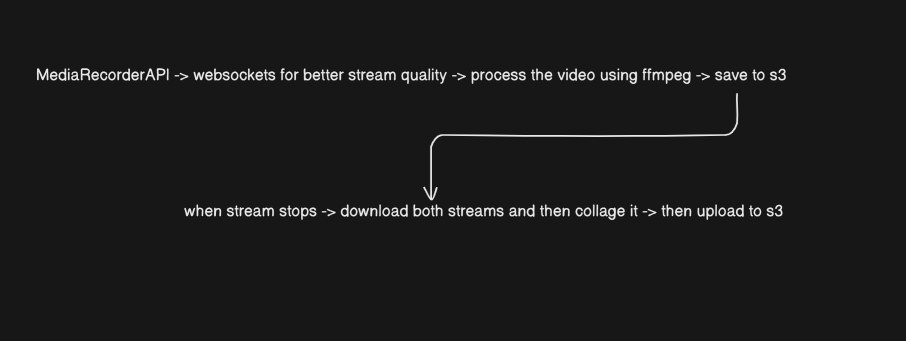 MediaRecorderAPI -> websockets for better stream quality -> process the video using ffmpeg -> save to s3
when stream stops -> download both streams and then collage it -> then upload to s3